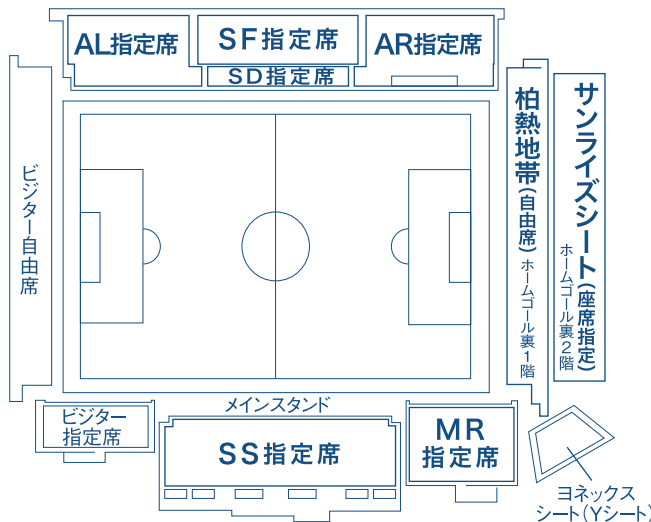 AL指定席
SF指定席
AR指定席
SD指定席
ビジター自由席
柏熱地帯(自由席)ホームゴール裏1階
サンライズシート(座席指定)
ホームゴール裏2階
メインスタンド
ビジター
指定席
SS指定席
MR
指定席
ヨネックス
シート(Yシート)